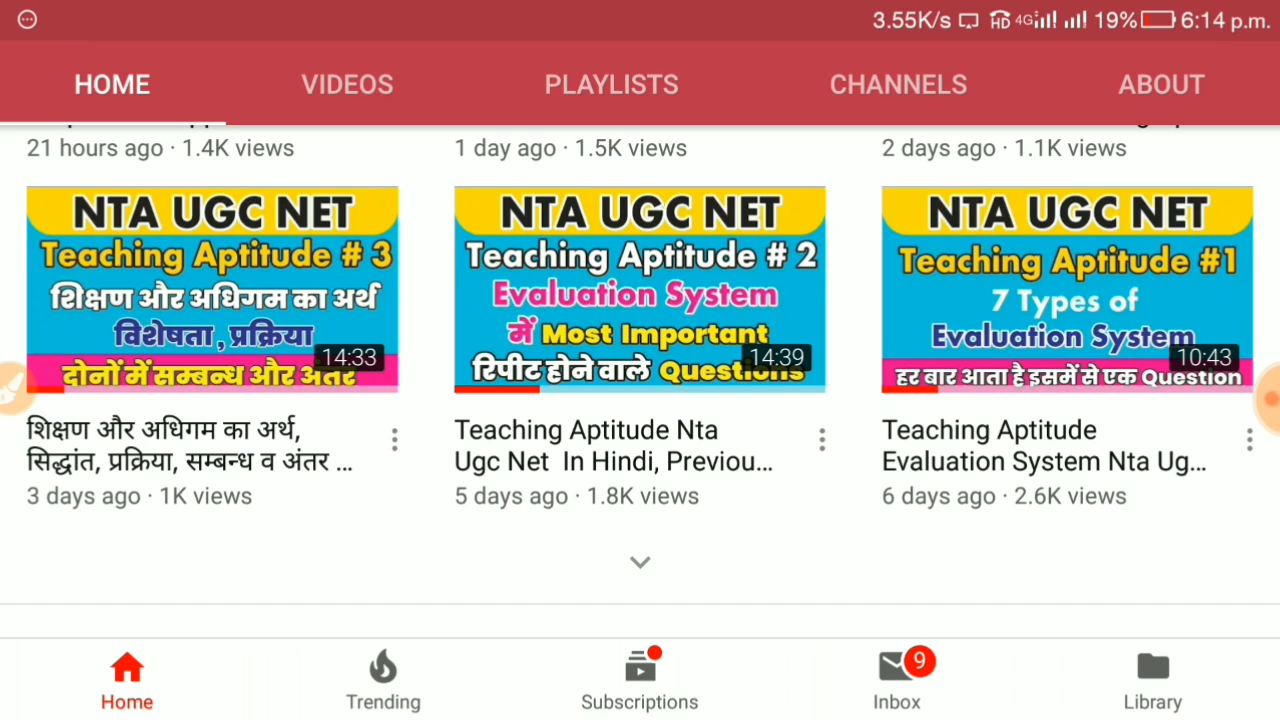 3.55K/s HD 4G 19% 6:14 p.m.
HOME VIDEOS PLAYLISTS CHANNELS ABOUT
21 hours ago · 1.4K views
1 day ago · 1.5K views
2 days ago · 1.1K views
NTA UGC NET
Teaching Aptitude # 3
शिक्षण और अधिगम का अर्थ
विशेषता , प्रक्रिया
दोनों में सम्बन्ध और अंतर
14:33
NTA UGC NET
Teaching Aptitude # 2
Evaluation System
में Most Important
रिपीट होने वाले Questions
14:39
NTA UGC NET
Teaching Aptitude #1
7 Types of
Evaluation System
हर बार आता है इसमें से एक Question
10:43
शिक्षण और अधिगम का अर्थ,
सिद्धांत, प्रक्रिया, सम्बन्ध व अंतर ...
3 days ago · 1K views
Teaching Aptitude Nta
Ugc Net In Hindi, Previou...
5 days ago · 1.8K views
Teaching Aptitude
Evaluation System Nta Ug...
6 days ago · 2.6K views
9
Home Trending Subscriptions Inbox Library